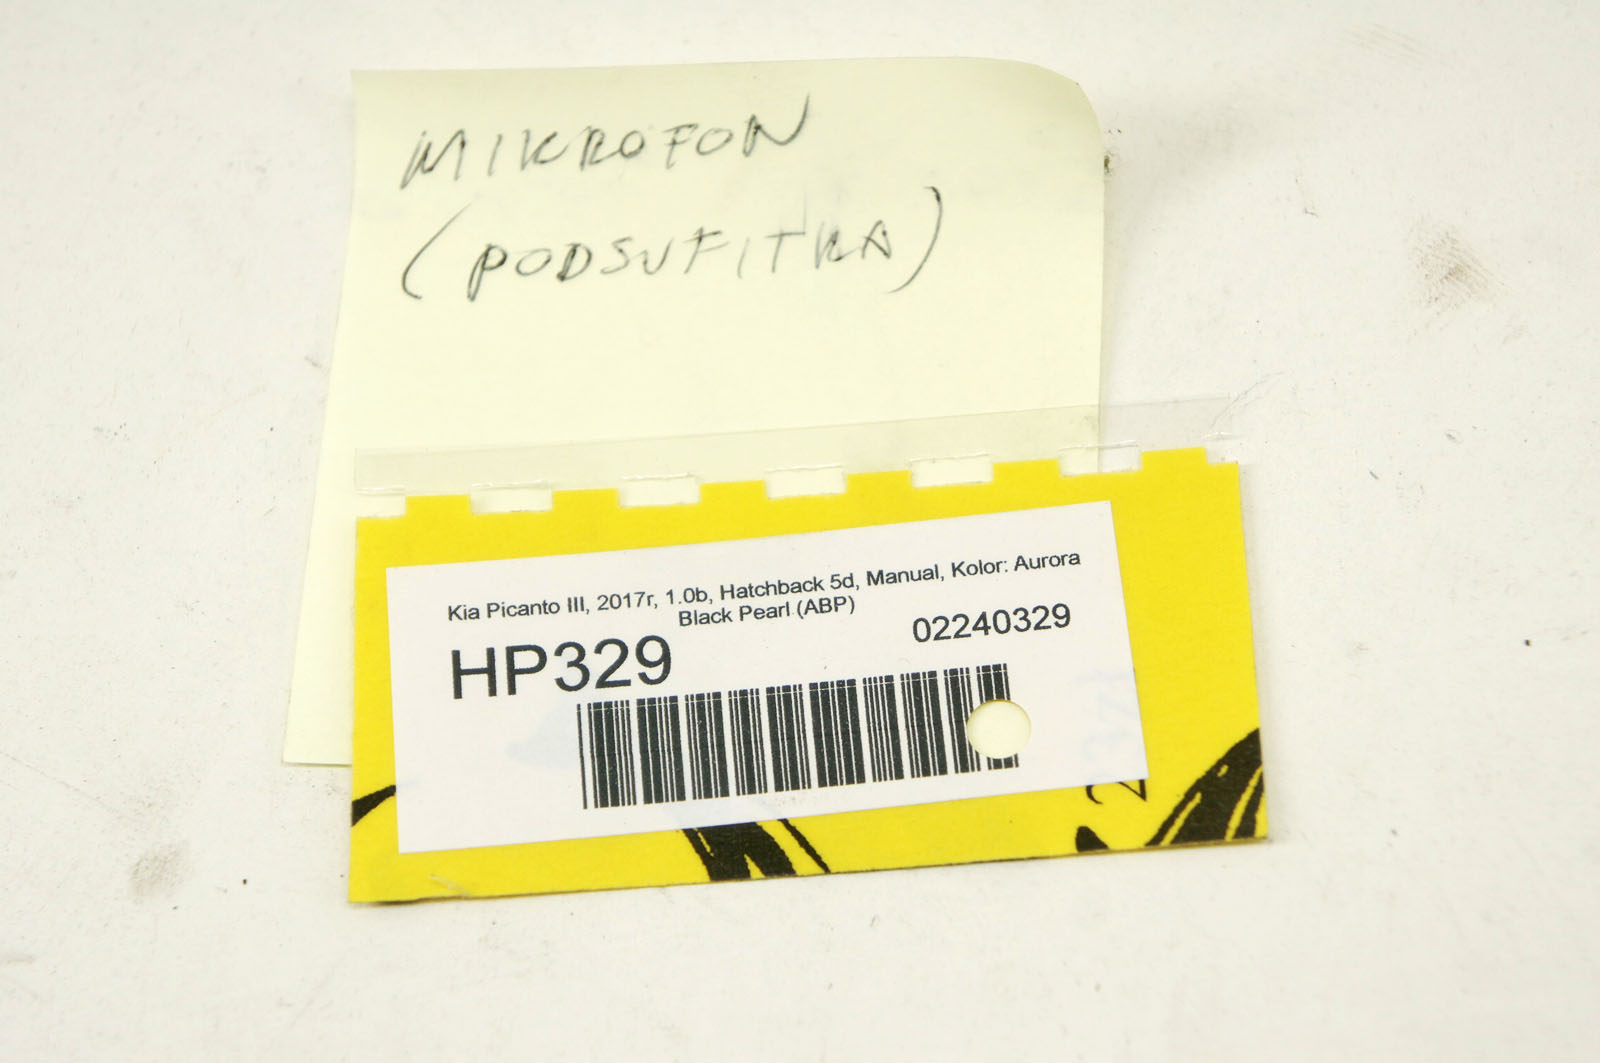 MIKROFON
(PODSUFITKA)
Kia Picanto III, 2017r, 1.0b, Hatchback 5d, Manual, Kolor: Aurora
Black Pearl (ABP)
HP329
02240329